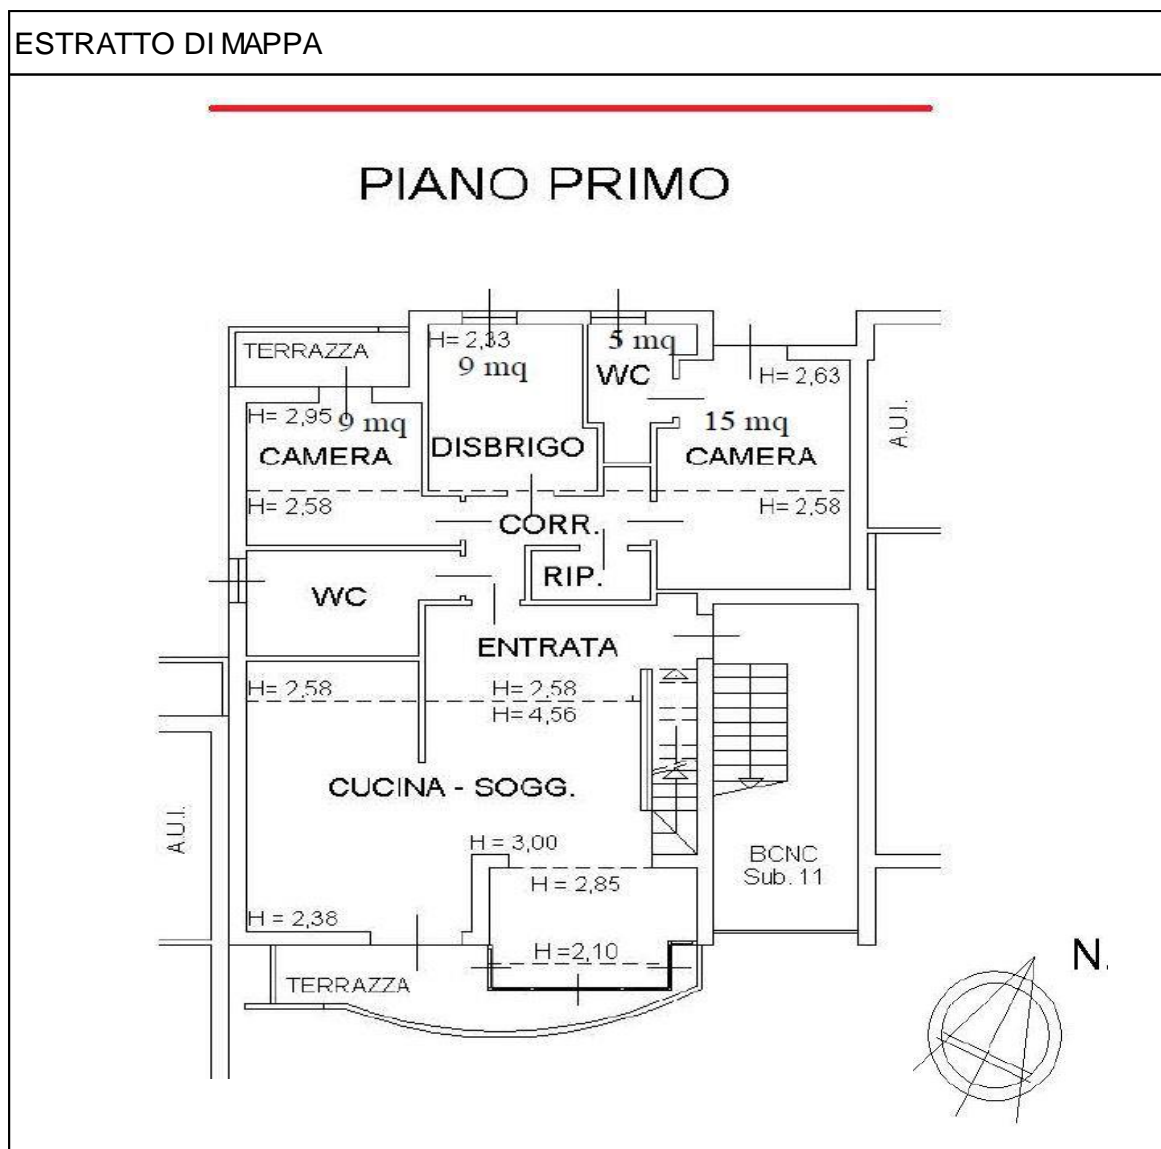 ESTRATTO DI MAPPA
PIANO PRIMO
TERRAZZA
H= 2,33
9 mq
5 mq
WC
H= 2,63
H= 2,95
9 mq
15 mq
A.U.I.
CAMERA
DISBRIGO
CAMERA
H= 2,58
CORR.
H= 2,58
RIP.
WC
ENTRATA
H= 2,58
H= 2,58
H= 4,56
CUCINA - SOGG.
A.U.I.
H = 3,00
BCNC
Sub. 11
H = 2,85
H = 2,38
H =2,10
TERRAZZA
N.